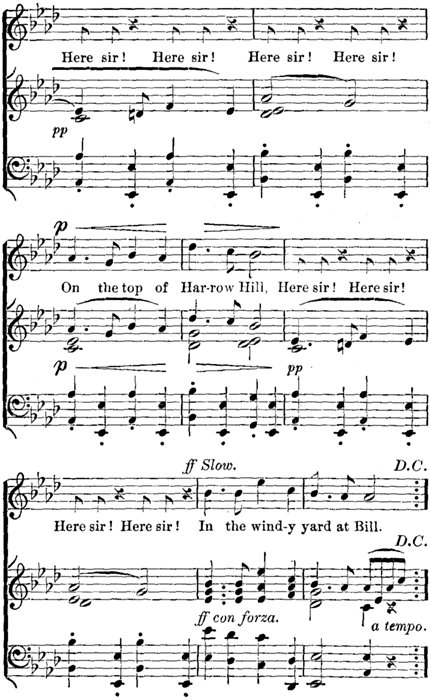 Here sir! Here sir! Here sir! Here sir!
pp
p
On the top of Har-row Hill, Here sir! Here sir!
p pp
ff Slow. D.C.
Here sir! Here sir! In the wind-y yard at Bill.
D.C.
ff con forza. a tempo.